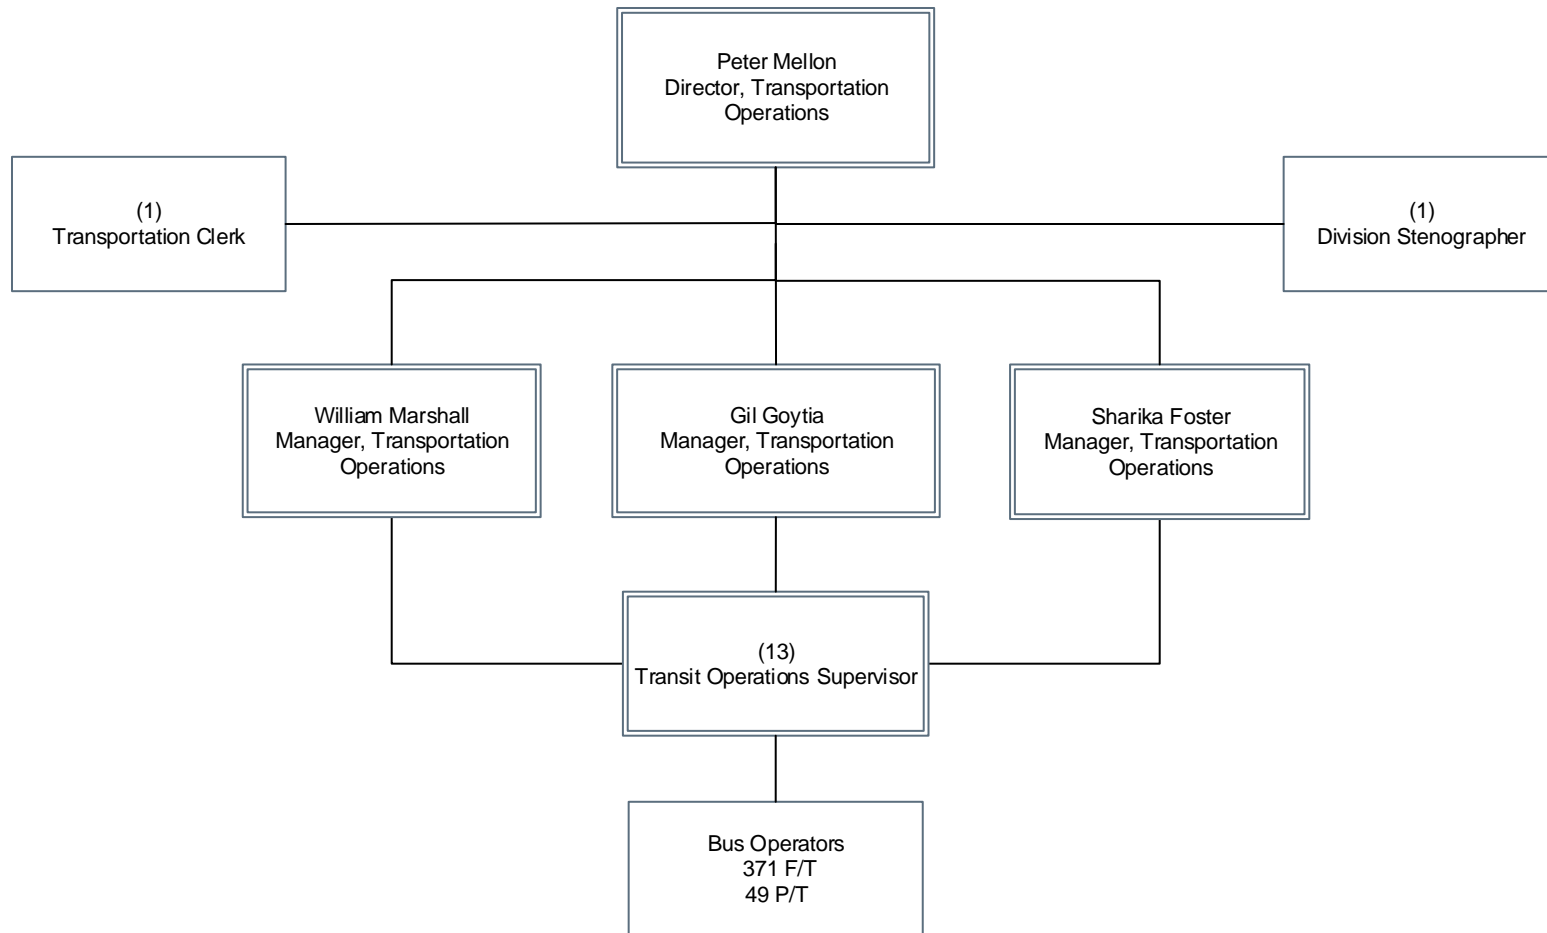 Peter Mellon
Director, Transportation
Operations
(1)
Transportation Clerk
(1)
Division Stenographer
William Marshall
Manager, Transportation
Operations
Gil Goytia
Manager, Transportation
Operations
Sharika Foster
Manager, Transportation
Operations
(13)
Transit Operations Supervisor
Bus Operators
371 F/T
49 P/T